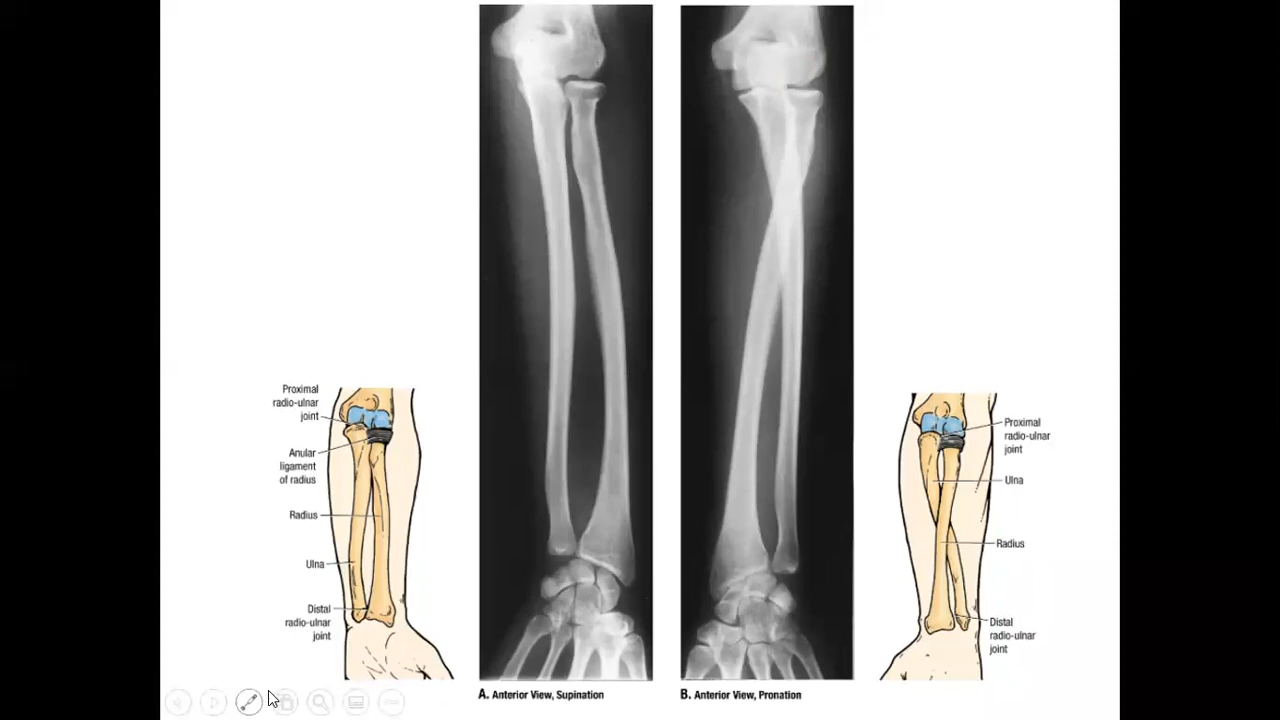 Proximal
radio-ulnar
joint
Anular
ligament
of radius
Radius
Ulna
Distal
radio-ulnar
joint
A. Anterior View, Supination
B. Anterior View, Pronation
Proximal
radio-ulnar
joint
Ulna
Radius
Distal
radio-ulnar
joint